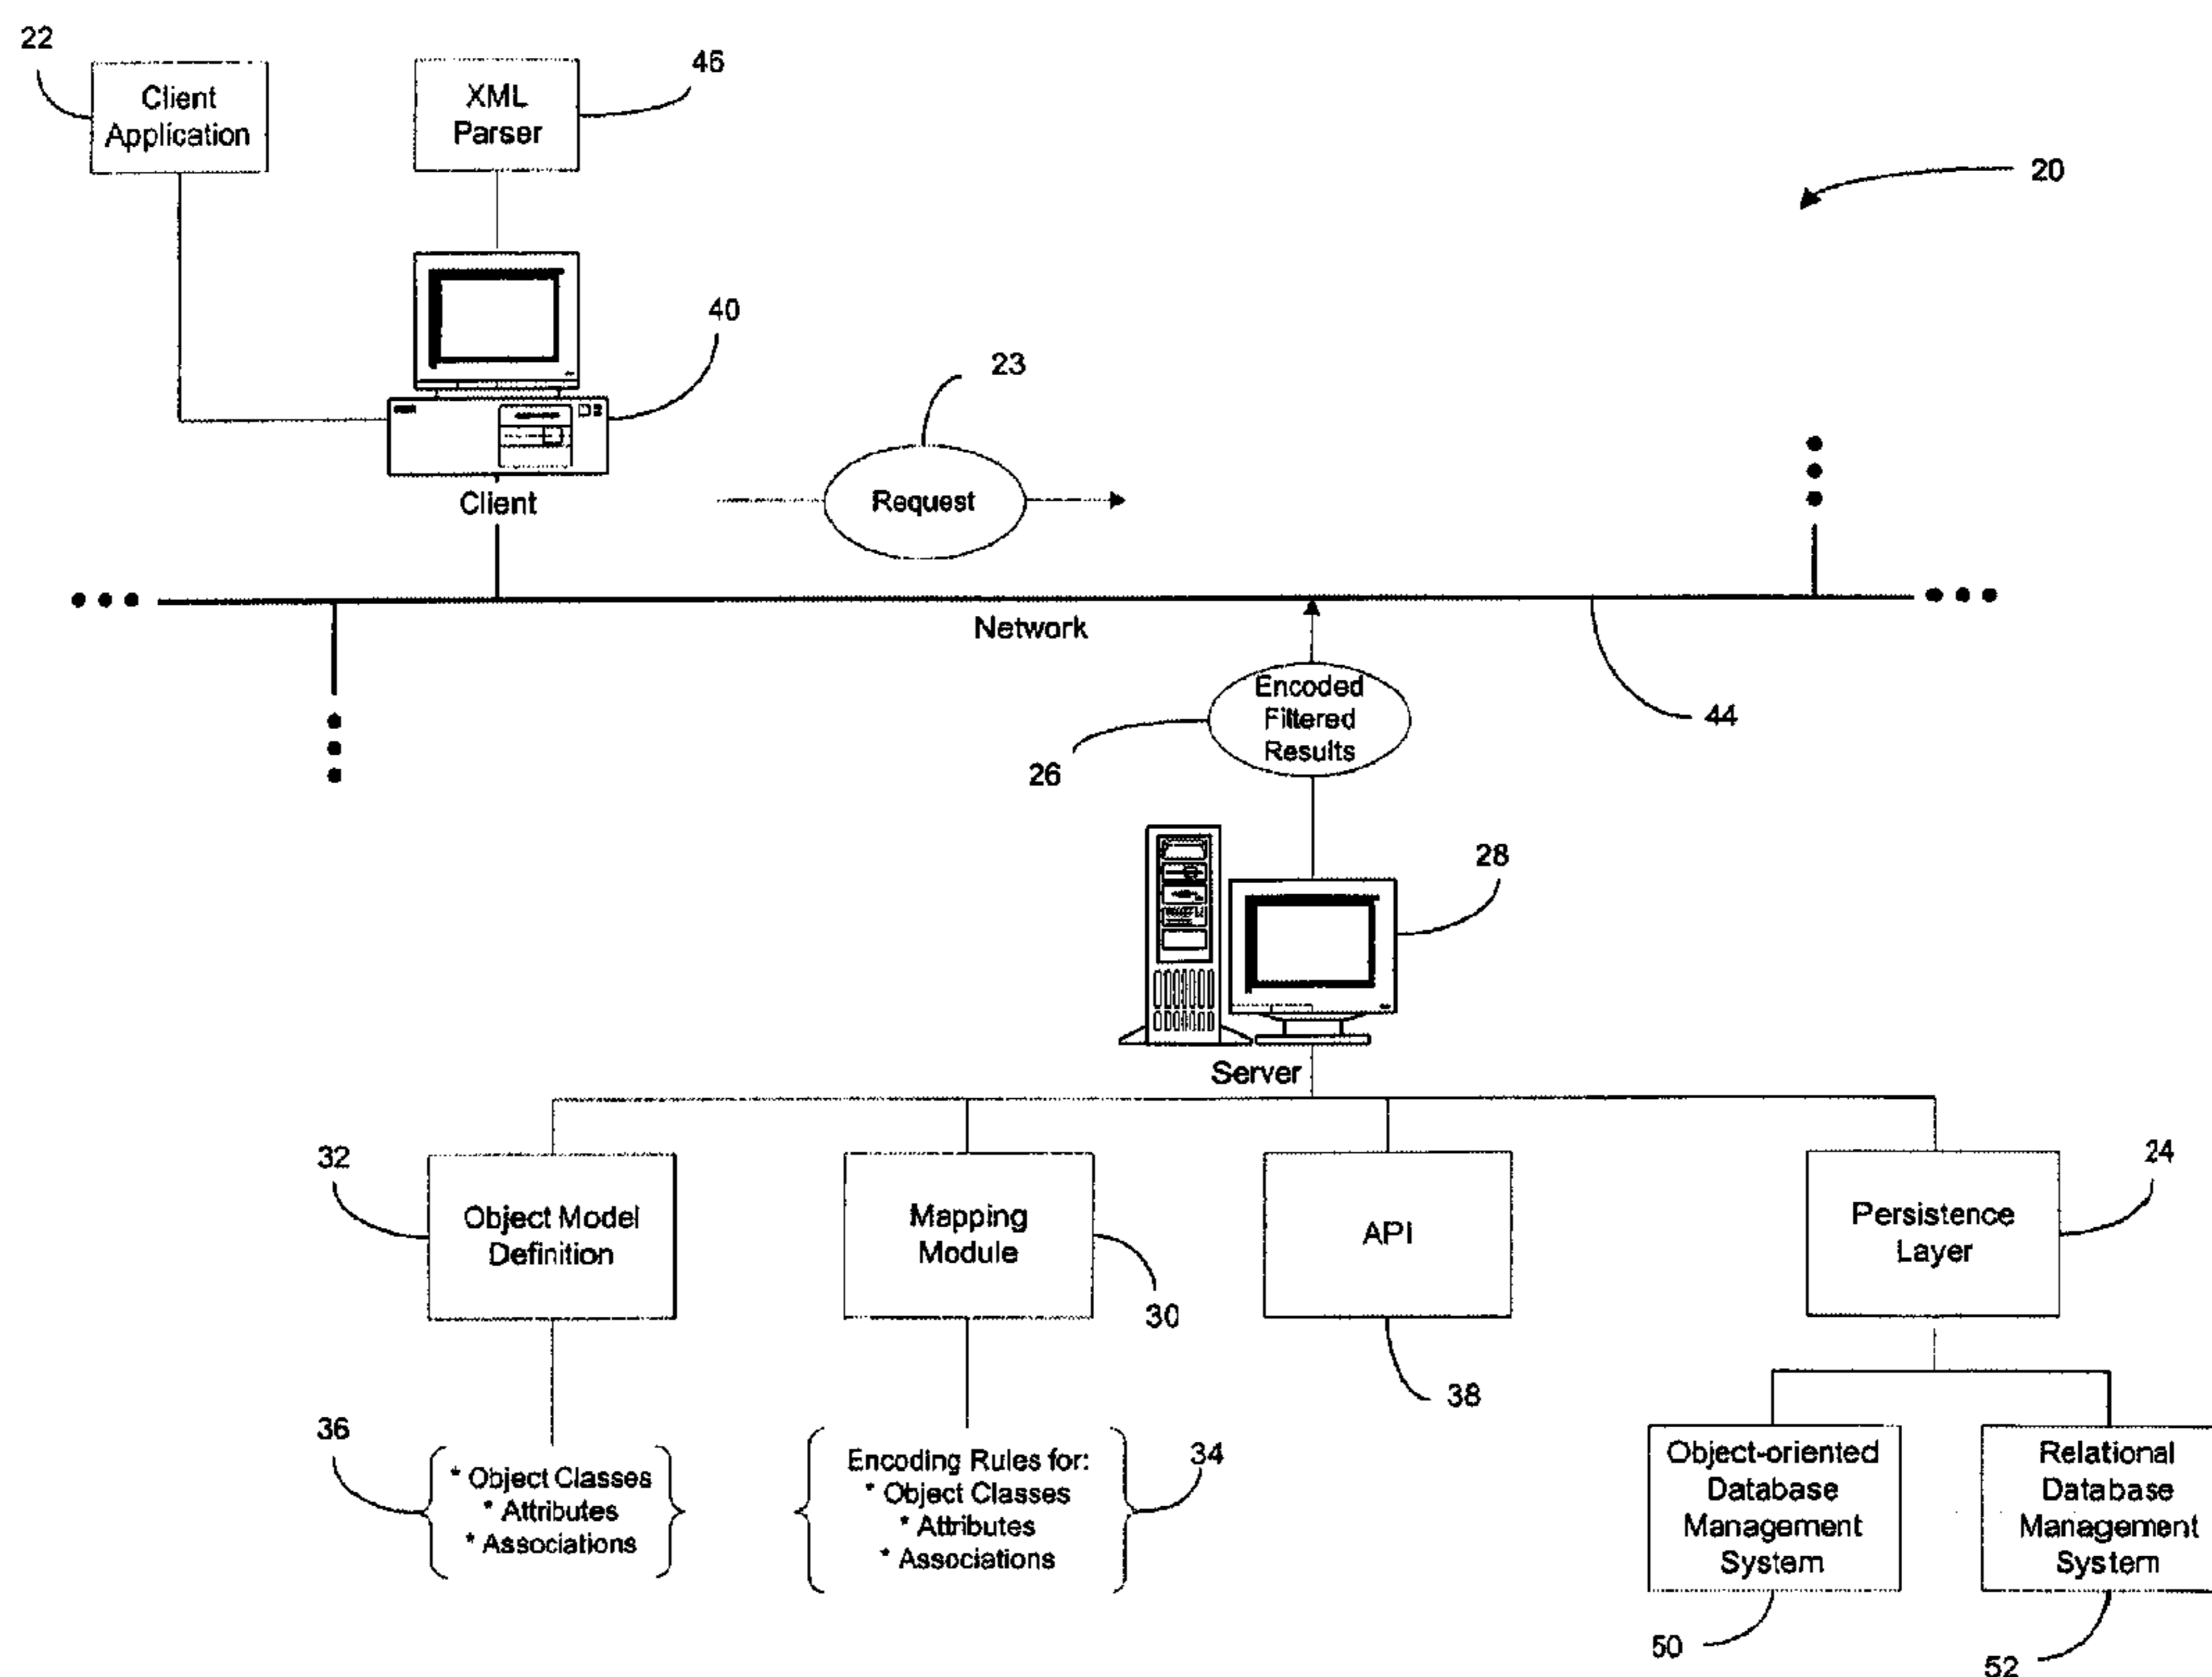 22
Client
Application
XML
Parser
46
20
40
23
Request
Client
Network
Encoded
Filtered
Results
44
26
28
Server
32
Object Model
Definition
Mapping
Module
30
API
38
24
Persistence
Layer
36
* Object Classes
* Attributes
* Associations
Encoding Rules for:
* Object Classes
* Attributes
* Associations
34
Object-oriented
Database
Management
System
Relational
Database
Management
System
50
52